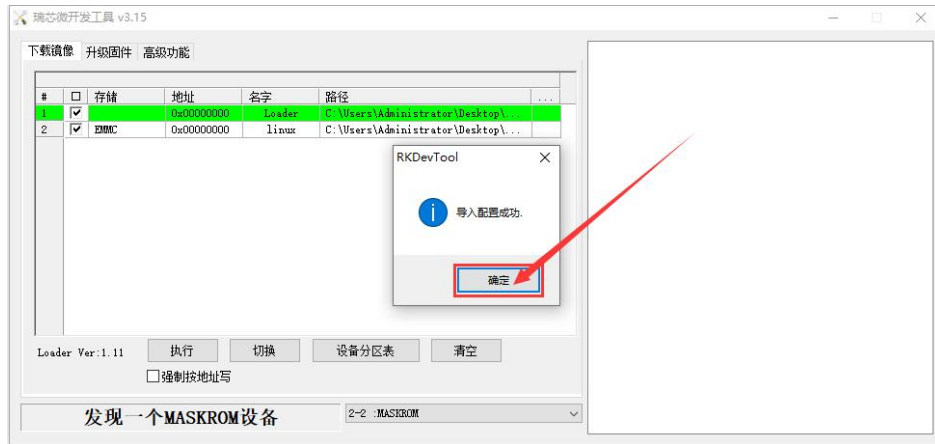 瑞芯微开发工具 v3.15
下载镜像 升级固件 高级功能
# 存储 地址 名字 路径 ...
1 0x00000000 Loader C:\Users\Administrator\Desktop\...
2 EMMC 0x00000000 linux C:\Users\Administrator\Desktop\...
RKDevTool
导入配置成功.
确定
Loader Ver:1.11 执行 切换 设备分区表 清空
强制按地址写
发现一个MASKROM设备 2-2 :MASKROM